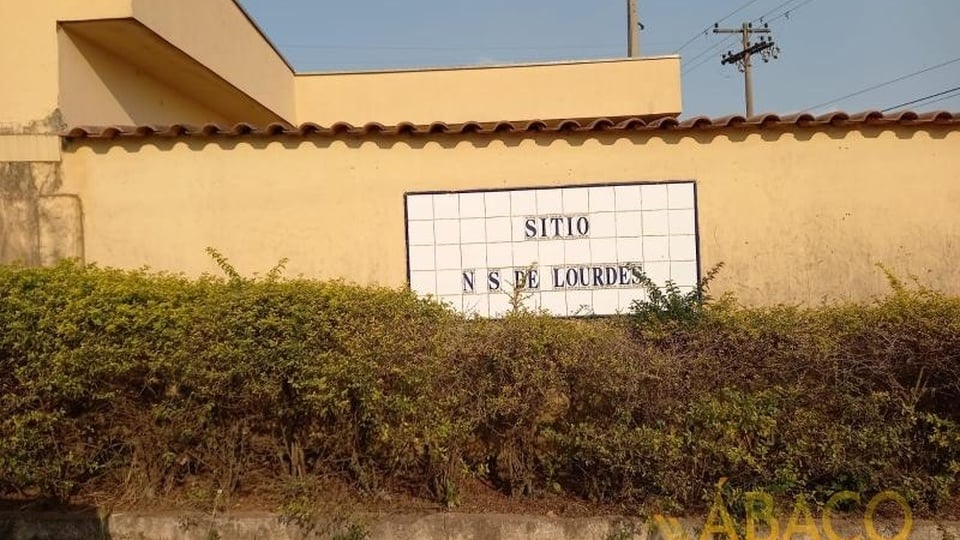 SITIO
N S DE LOURDES
ÁBACO